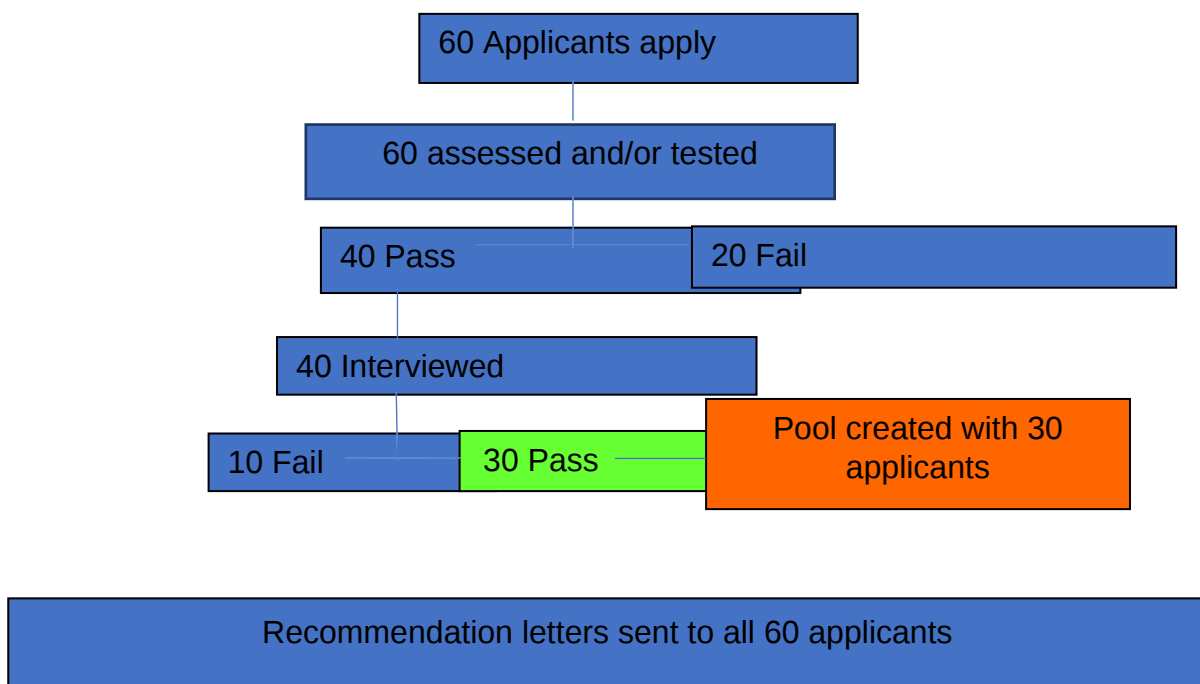 60 Applicants apply
60 assessed and/or tested
40 Pass
20 Fail
40 Interviewed
10 Fail
30 Pass
Pool created with 30
applicants
Recommendation letters sent to all 60 applicants